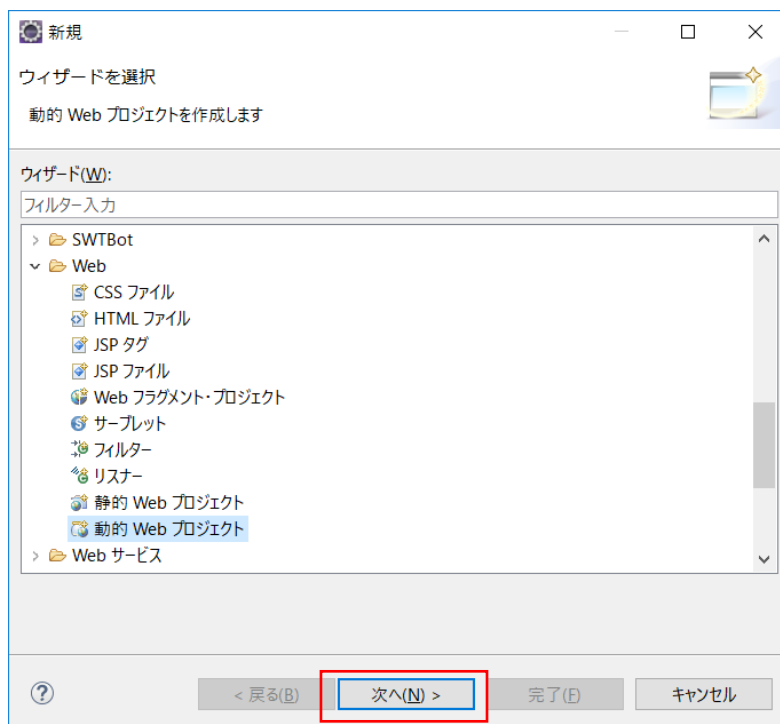 新規
ウィザードを選択
動的 Web プロジェクトを作成します
ウィザード(W):
フィルター入力
SWTBot
Web
CSS ファイル
HTML ファイル
JSP タグ
JSP ファイル
Web フラグメント・プロジェクト
サーブレット
フィルター
リスナー
静的 Web プロジェクト
動的 Web プロジェクト
Web サービス
< 戻る(B) 次へ(N) > 完了(F) キャンセル